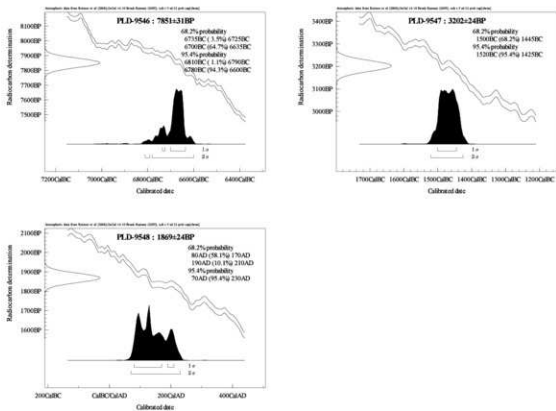 PLD-9546 : 7851±31BP
68.2% probability
6735BC ( 3.5%) 6725BC
6700BC (64.7%) 6635BC
95.4% probability
6810BC ( 1.1%) 6790BC
6780BC (94.3%) 6600BC
Radiocarbon determination
8100BP
8000BP
7900BP
7800BP
7700BP
7600BP
7500BP
7200CalBC
7000CalBC
6800CalBC
6600CalBC
6400CalBC
Calibrated date
PLD-9547 : 3202±24BP
68.2% probability
1500BC (68.2%) 1445BC
95.4% probability
1520BC (95.4%) 1425BC
Radiocarbon determination
3400BP
3300BP
3200BP
3100BP
3000BP
1700CalBC
1600CalBC
1500CalBC
1400CalBC
1300CalBC
1200CalBC
Calibrated date
PLD-9548 : 1869±24BP
68.2% probability
80AD (58.1%) 170AD
190AD (10.1%) 210AD
95.4% probability
70AD (95.4%) 230AD
Radiocarbon determination
2100BP
2000BP
1900BP
1800BP
1700BP
1600BP
200CalBC
CalBC/CalAD
200CalAD
400CalAD
Calibrated date